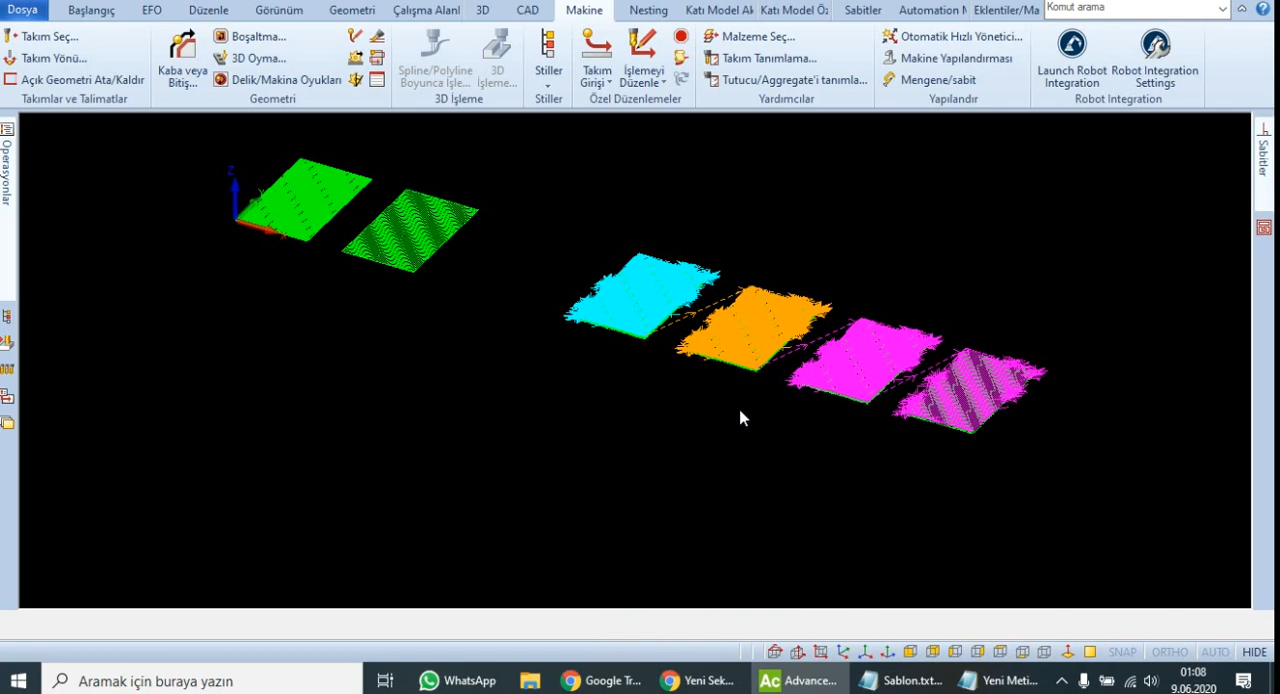 Dosya Başlangıç EFO Düzenle Görünüm Geometri Çalışma Alanl 3D CAD Makine Nesting Katı Model Ak Katı Model Öz Sabitler Automation M Eklentiler/Ma Komut arama
Takım Seç...
Takım Yönü...
Açık Geometri Ata/Kaldır
Takımlar ve Talimatlar
Kaba veya
Bitiş...
Boşaltma...
3D Oyma...
Delik/Makina Oyukları
Geometri
Spline/Polyline
Boyunca İşle...
3D
İşleme...
3D İşleme
Stiller
Stiller
Takım
Girişi
İşlemeyi
Düzenle
Özel Düzenlemeler
Malzeme Seç...
Takım Tanımlama...
Tutucu/Aggregate'i tanımla...
Yardımcılar
Otomatik Hızlı Yönetici...
Makine Yapılandırması
Mengene/sabit
Yapılandır
Launch Robot
Integration
Robot Integration
Settings
Robot Integration
Operasyonlar
Sabitler
Z
SNAP ORTHO AUTO HIDE
Aramak için buraya yazın
WhatsApp
Google Tr...
Yeni Sek...
Ac Advance...
Sablon.txt...
Yeni Meti...
01:08
9.06.2020